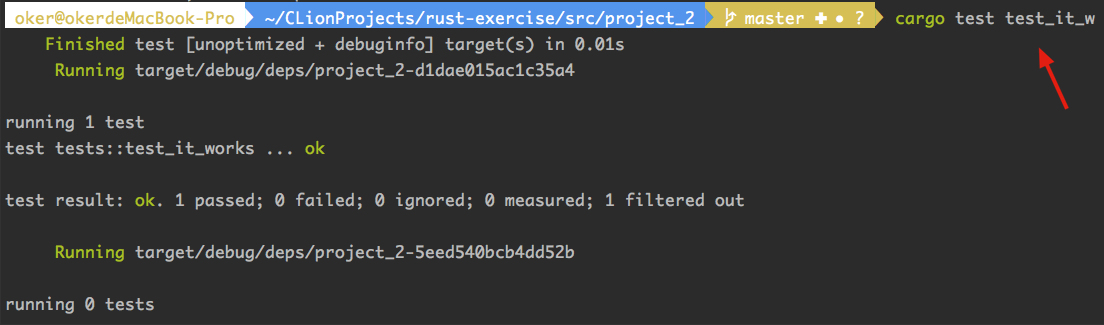 oker@okerdeMacBook-Pro ~/CLionProjects/rust-exercise/src/project_2 master ✚ ● ? cargo test test_it_w
Finished test [unoptimized + debuginfo] target(s) in 0.01s
Running target/debug/deps/project_2-d1dae015ac1c35a4
running 1 test
test tests::test_it_works ... ok
test result: ok. 1 passed; 0 failed; 0 ignored; 0 measured; 1 filtered out
Running target/debug/deps/project_2-5eed540bcb4dd52b
running 0 tests